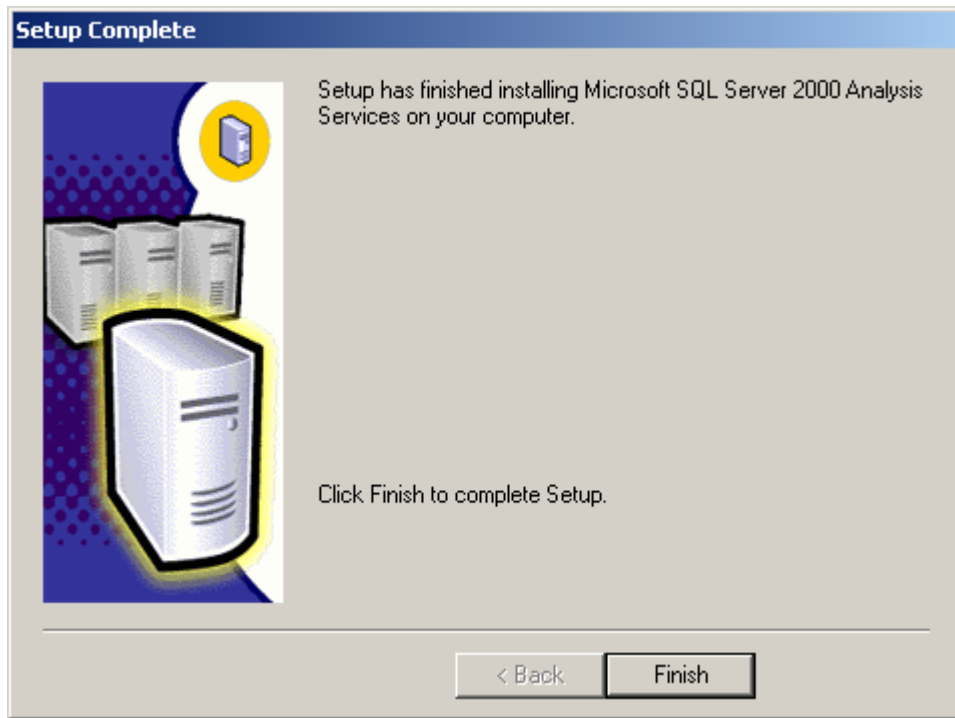 Setup Complete
Setup has finished installing Microsoft SQL Server 2000 Analysis
Services on your computer.
Click Finish to complete Setup.
< Back
Finish